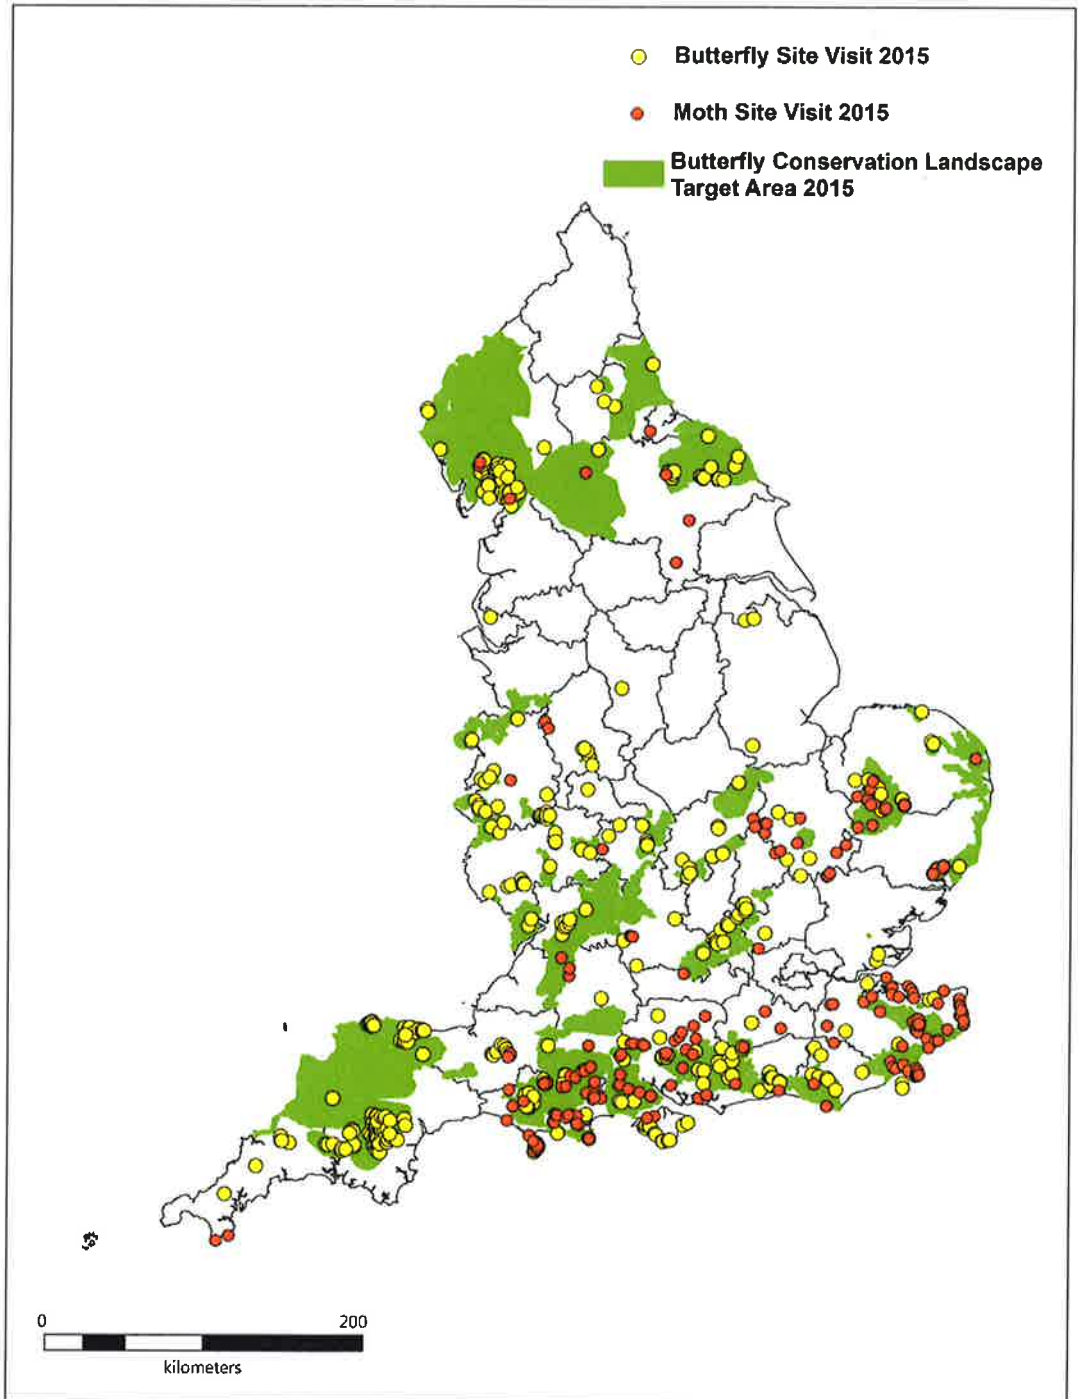 Butterfly Site Visit 2015
Moth Site Visit 2015
Butterfly Conservation Landscape
Target Area 2015
0 200
kilometers